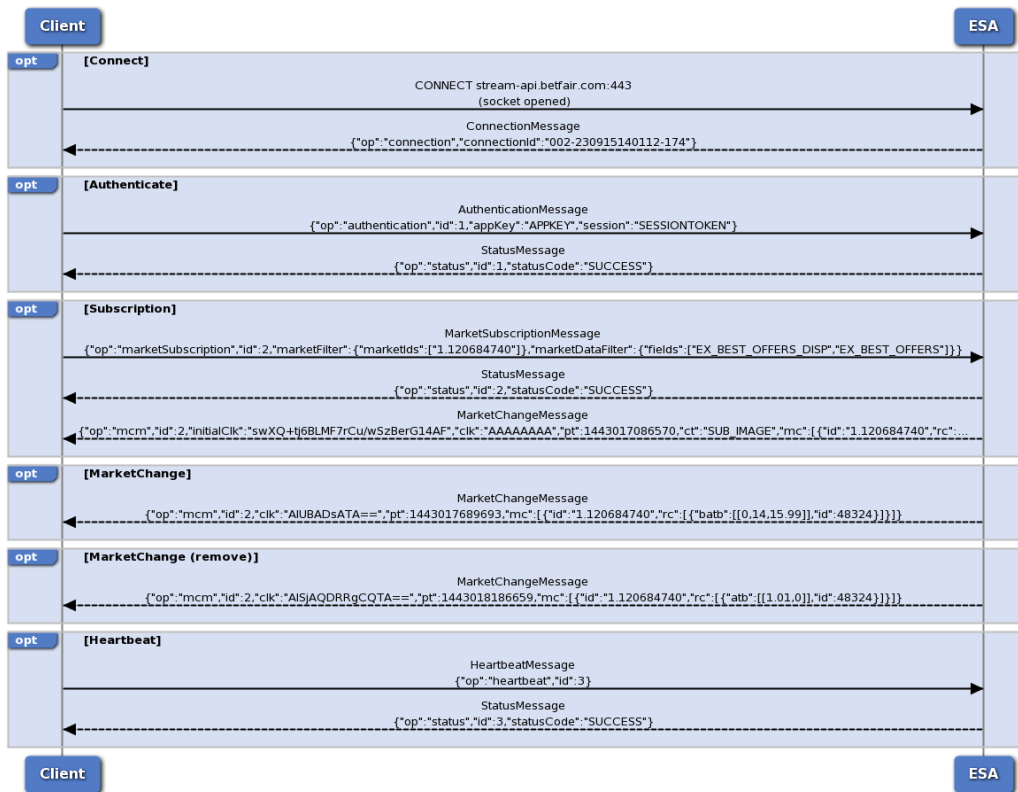 Client ESA
opt [Connect]
CONNECT stream-api.betfair.com:443
(socket opened)
ConnectionMessage
{"op":"connection","connectionId":"002-230915140112-174"}
opt [Authenticate]
AuthenticationMessage
{"op":"authentication","id":1,"appKey":"APPKEY","session":"SESSIONTOKEN"}
StatusMessage
{"op":"status","id":1,"statusCode":"SUCCESS"}
opt [Subscription]
MarketSubscriptionMessage
{"op":"marketSubscription","id":2,"marketFilter":{"marketIds":["1.120684740"]},"marketDataFilter":{"fields":["EX_BEST_OFFERS_DISP","EX_BEST_OFFERS"]}}
StatusMessage
{"op":"status","id":2,"statusCode":"SUCCESS"}
MarketChangeMessage
{"op":"mcm","id":2,"initialClk":"swXQ+tj6BLMF7rCu/wSzBerG14AF","clk":"AAAAAAAA","pt":1443017086570,"ct":"SUB_IMAGE","mc":[{"id":"1.120684740","rc":...
opt [MarketChange]
MarketChangeMessage
{"op":"mcm","id":2,"clk":"AIUBADsATA==","pt":1443017689693,"mc":[{"id":"1.120684740","rc":[{"batb":[[0,14,15.99]],"id":48324}]}]}
opt [MarketChange (remove)]
MarketChangeMessage
{"op":"mcm","id":2,"clk":"AISjAQDRRgCQTA==","pt":1443018186659,"mc":[{"id":"1.120684740","rc":[{"atb":[[1.01,0]],"id":48324}]}]}
opt [Heartbeat]
HeartbeatMessage
{"op":"heartbeat","id":3}
StatusMessage
{"op":"status","id":3,"statusCode":"SUCCESS"}
Client ESA